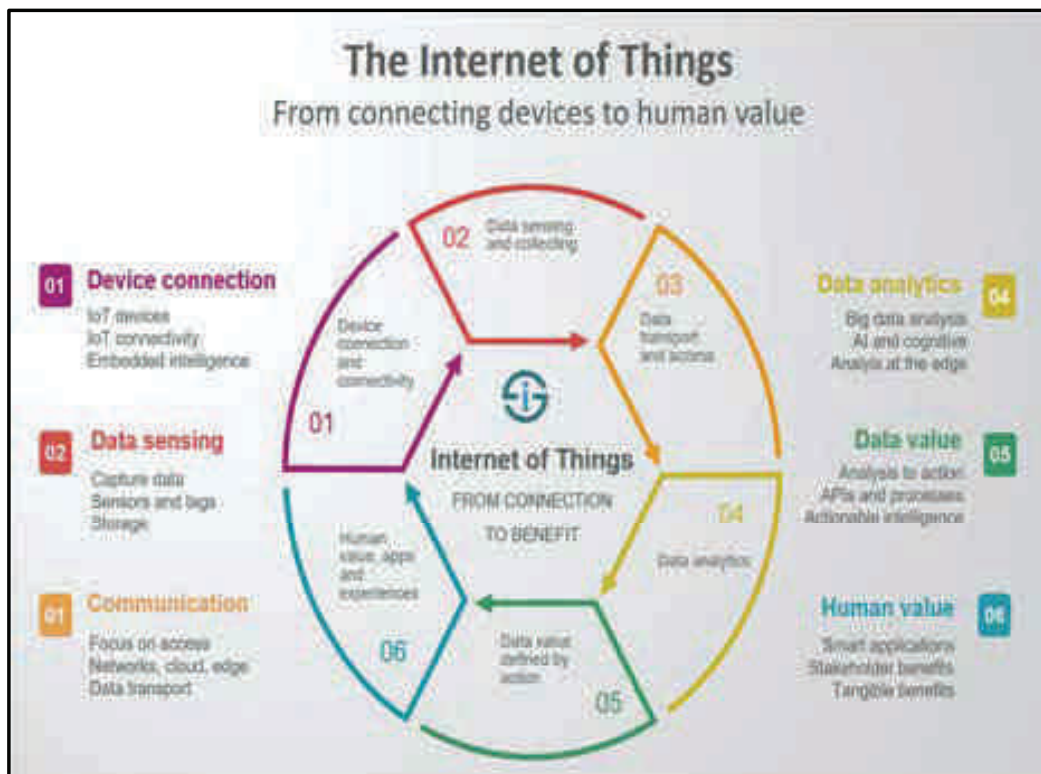 The Internet of Things
From connecting devices to human value
01
Device connection
IoT devices
IoT connectivity
Embedded intelligence
02
Data sensing
Capture data
Sensors and tags
Storage
01
Communication
Focus on access
Networks, cloud, edge
Data transport
02
Data sensing
and collecting
03
Data
transport
and access
Device
connection
and
connectivity
01
Internet of Things
FROM CONNECTION
TO BENEFIT
04
Data analytics
Human
value, apps
and
experiences
06
Data value
defined by
action
05
Data analytics
04
Big data analysis
AI and cognitive
Analysis at the edge
Data value
05
Analysis to action
APIs and processes
Actionable intelligence
Human value
06
Smart applications
Stakeholder benefits
Tangible benefits